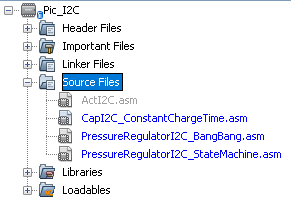 Pic_I2C
Header Files
Important Files
Linker Files
Source Files
ActI2C.asm
CapI2C_ConstantChargeTime.asm
PressureRegulatorI2C_BangBang.asm
PressureRegulatorI2C_StateMachine.asm
Libraries
Loadables